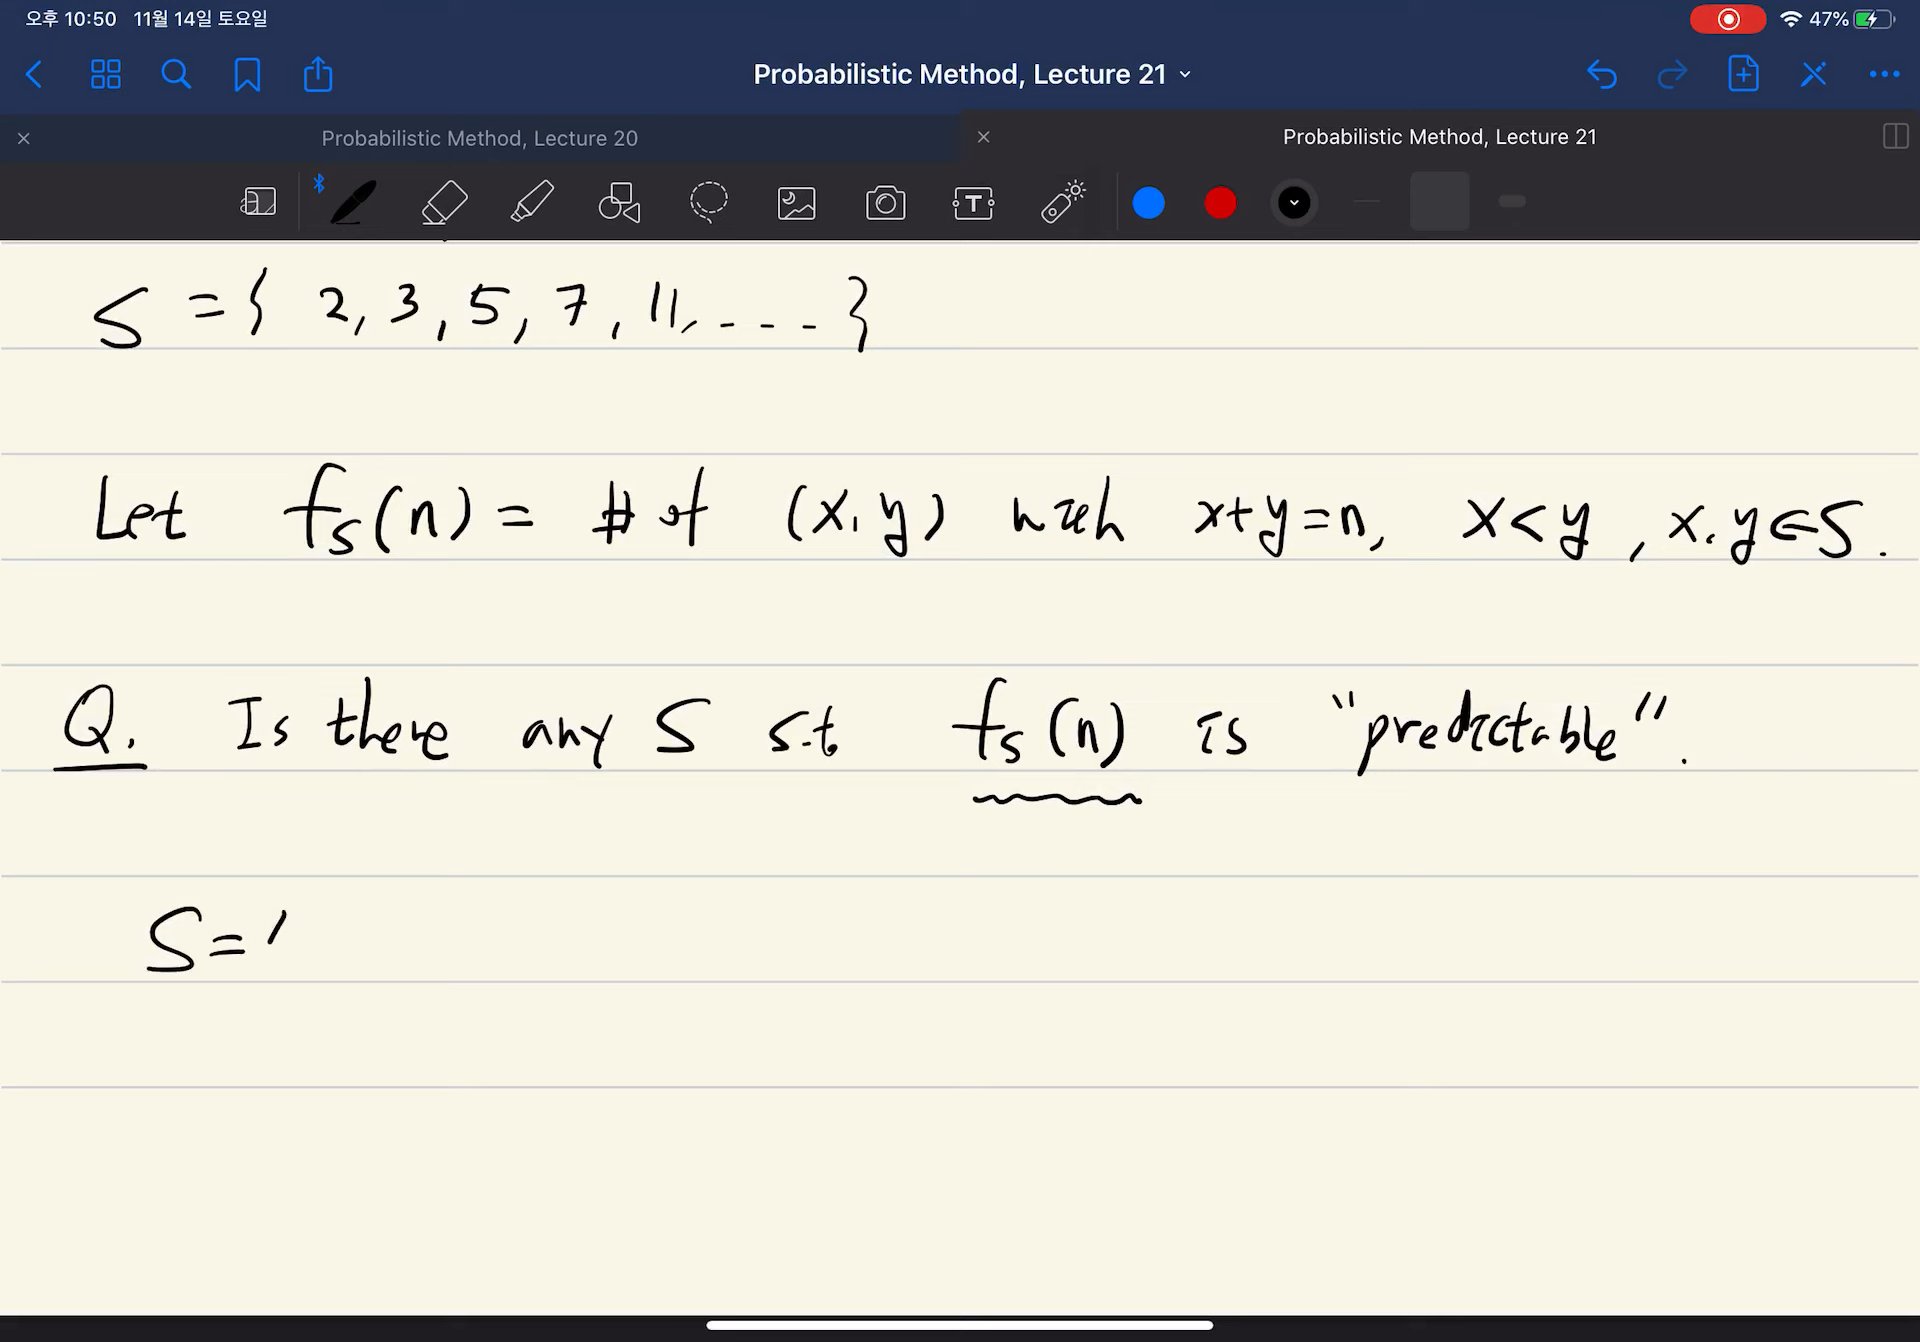 오후 10:50 11월 14일 토요일 47%
Probabilistic Method, Lecture 21
Probabilistic Method, Lecture 20 Probabilistic Method, Lecture 21
S = { 2, 3, 5, 7, 11, ---- }
Let fₛ(n) = # of (x, y) with x+y=n, x<y, x, y∈S.
Q. Is there any S s.t fₛ(n) is "predictable".
S=